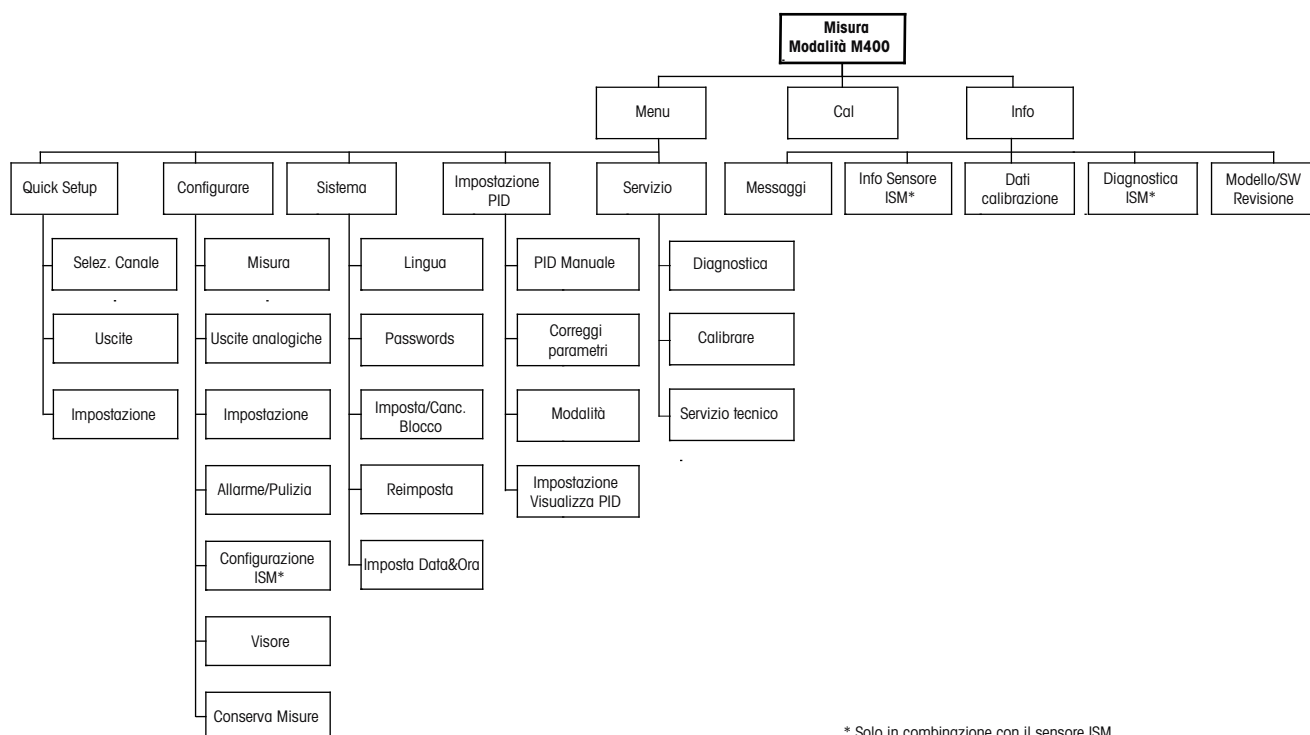 Misura
Modalità M400
Menu
Cal
Info
Quick Setup
Configurare
Sistema
Impostazione
PID
Servizio
Messaggi
Info Sensore
ISM*
Dati
calibrazione
Diagnostica
ISM*
Modello/SW
Revisione
Selez. Canale
Misura
Lingua
PID Manuale
Diagnostica
Uscite
Uscite analogiche
Passwords
Correggi
parametri
Calibrare
Impostazione
Impostazione
Imposta/Canc.
Blocco
Modalità
Servizio tecnico
Allarme/Pulizia
Reimposta
Impostazione
Visualizza PID
Configurazione
ISM*
Imposta Data&Ora
Visore
Conserva Misure
* Solo in combinazione con il sensore ISM